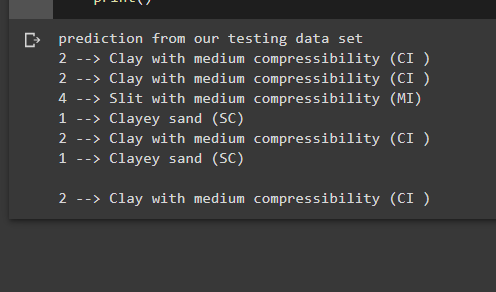 print()
prediction from our testing data set
2 --> Clay with medium compressibility (CI )
2 --> Clay with medium compressibility (CI )
4 --> Slit with medium compressibility (MI)
1 --> Clayey sand (SC)
2 --> Clay with medium compressibility (CI )
1 --> Clayey sand (SC)
2 --> Clay with medium compressibility (CI )